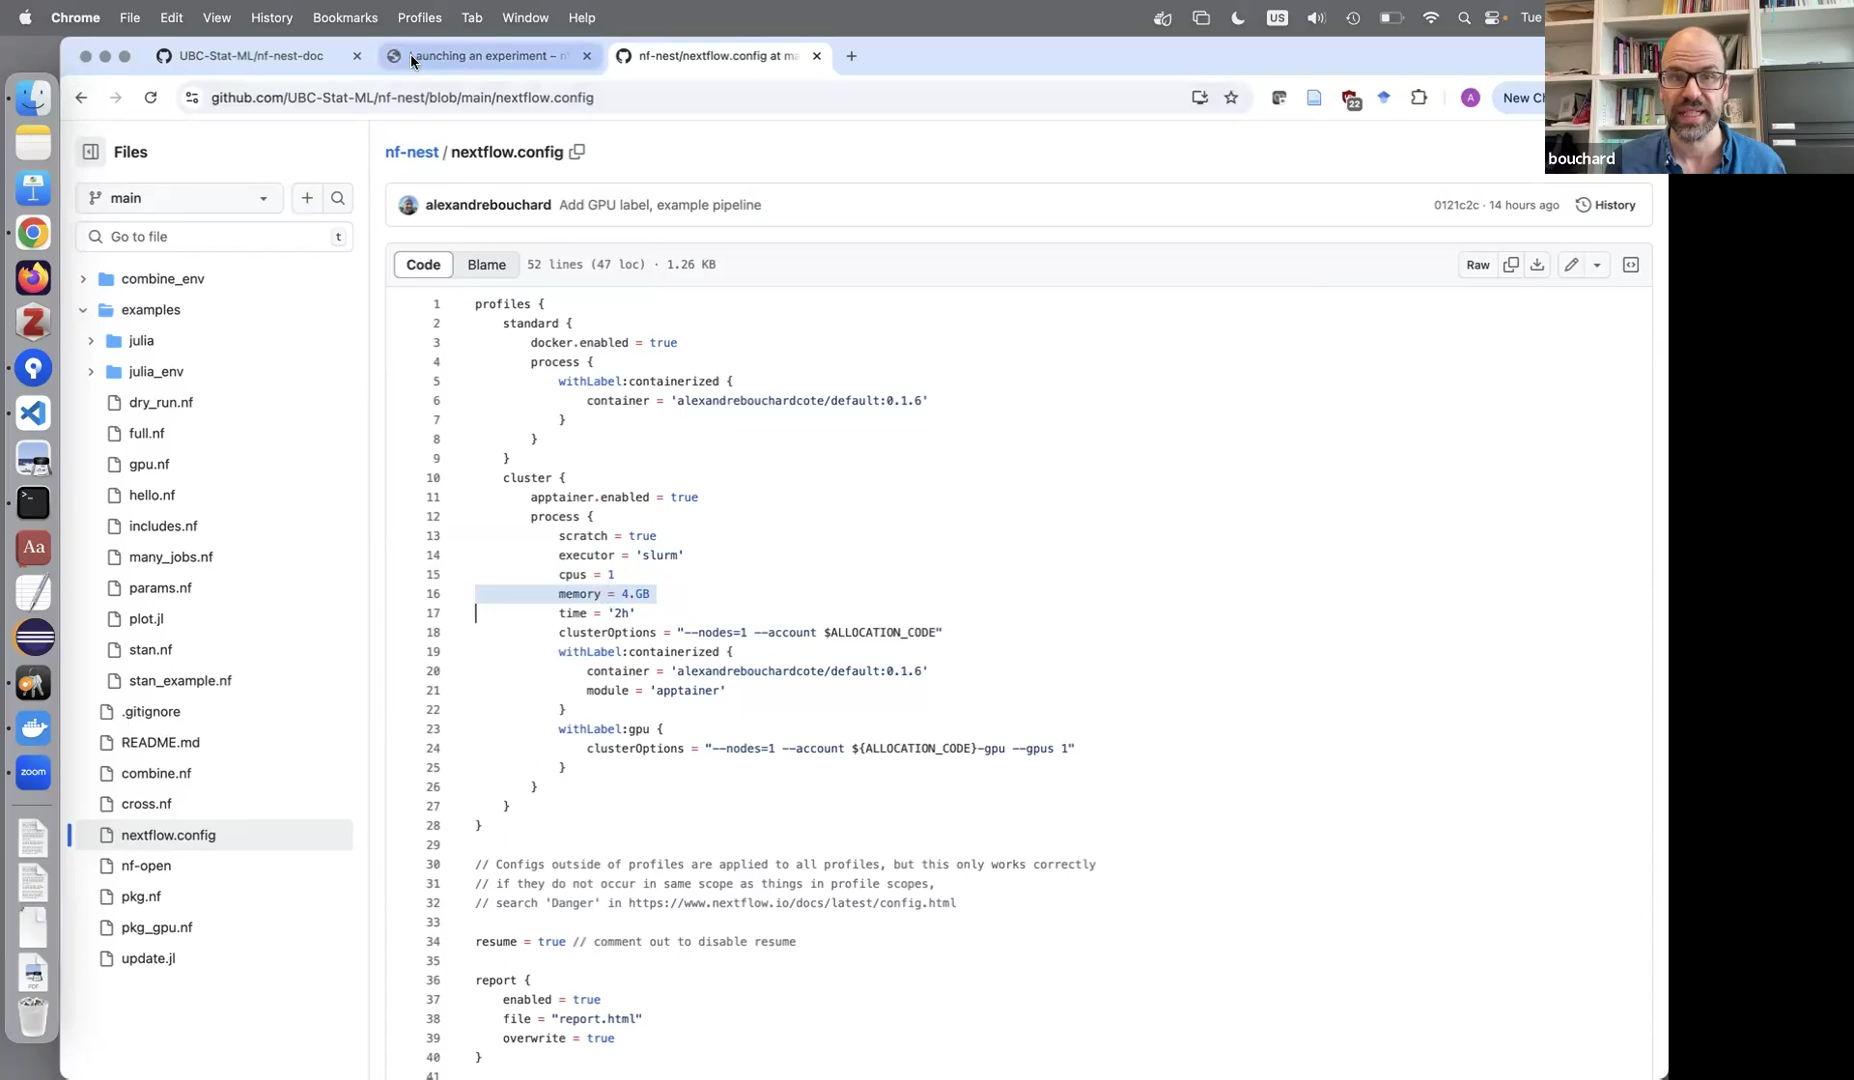 Chrome File Edit View History Bookmarks Profiles Tab Window Help
US
Tue
UBC-Stat-ML/nf-nest-doc
Launching an experiment – n
nf-nest/nextflow.config at ma
github.com/UBC-Stat-ML/nf-nest/blob/main/nextflow.config
22
A
New Ch
bouchard
Files
main
Go to file
t
combine_env
examples
julia
julia_env
dry_run.nf
full.nf
gpu.nf
hello.nf
includes.nf
many_jobs.nf
params.nf
plot.jl
stan.nf
stan_example.nf
.gitignore
README.md
combine.nf
cross.nf
nextflow.config
nf-open
pkg.nf
pkg_gpu.nf
update.jl
Aa
zoom
PDF
nf-nest / nextflow.config
alexandrebouchard Add GPU label, example pipeline
0121c2c · 14 hours ago
History
Code Blame 52 lines (47 loc) · 1.26 KB
Raw
1 profiles {
2 standard {
3 docker.enabled = true
4 process {
5 withLabel:containerized {
6 container = 'alexandrebouchardcote/default:0.1.6'
7 }
8 }
9 }
10 cluster {
11 apptainer.enabled = true
12 process {
13 scratch = true
14 executor = 'slurm'
15 cpus = 1
16 memory = 4.GB
17 time = '2h'
18 clusterOptions = "--nodes=1 --account $ALLOCATION_CODE"
19 withLabel:containerized {
20 container = 'alexandrebouchardcote/default:0.1.6'
21 module = 'apptainer'
22 }
23 withLabel:gpu {
24 clusterOptions = "--nodes=1 --account ${ALLOCATION_CODE}-gpu --gpus 1"
25 }
26 }
27 }
28 }
29
30 // Configs outside of profiles are applied to all profiles, but this only works correctly
31 // if they do not occur in same scope as things in profile scopes,
32 // search 'Danger' in https://www.nextflow.io/docs/latest/config.html
33
34 resume = true // comment out to disable resume
35
36 report {
37 enabled = true
38 file = "report.html"
39 overwrite = true
40 }
41